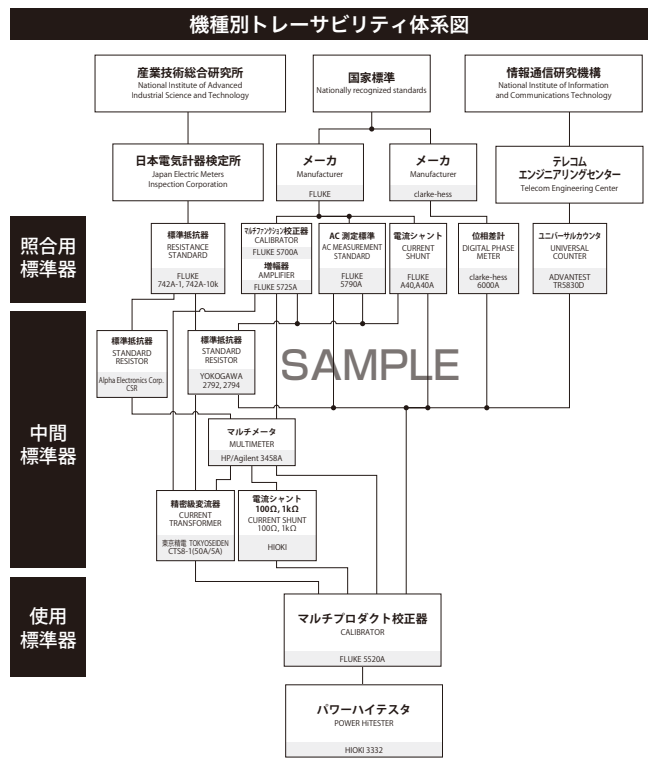 機種別トレーサビリティ体系図
産業技術総合研究所
National Institute of Advanced
Industrial Science and Technology
国家標準
Nationally recognized standards
情報通信研究機構
National Institute of Information
and Communications Technology
日本電気計器検定所
Japan Electric Meters
Inspection Corporation
メーカ
Manufacturer
FLUKE
メーカ
Manufacturer
clarke-hess
テレコム
エンジニアリングセンター
Telecom Engineering Center
照合用
標準器
標準抵抗器
RESISTANCE
STANDARD
FLUKE
742A-1, 742A-10k
マルチファンクション校正器
CALIBRATOR
FLUKE 5700A
増幅器
AMPLIFIER
FLUKE 5725A
AC 測定標準
AC MEASUREMENT
STANDARD
FLUKE
5790A
電流シャント
CURRENT
SHUNT
FLUKE
A40,A40A
位相差計
DIGITAL PHASE
METER
clarke-hess
6000A
ユニバーサルカウンタ
UNIVERSAL
COUNTER
ADVANTEST
TR5830D
中間
標準器
標準抵抗器
STANDARD
RESISTOR
Alpha Electronics Corp.
CSR
標準抵抗器
STANDARD
RESISTOR
YOKOGAWA
2792, 2794
SAMPLE
マルチメータ
MULTIMETER
HP/Agilent 3458A
精密級変流器
CURRENT
TRANSFORMER
東京精電 TOKYOSEIDEN
CTS8-1(50A/5A)
電流シャント
100Ω, 1kΩ
CURRENT SHUNT
100Ω, 1kΩ
HIOKI
使用
標準器
マルチプロダクト校正器
CALIBRATOR
FLUKE 5520A
パワーハイテスタ
POWER HiTESTER
HIOKI 3332